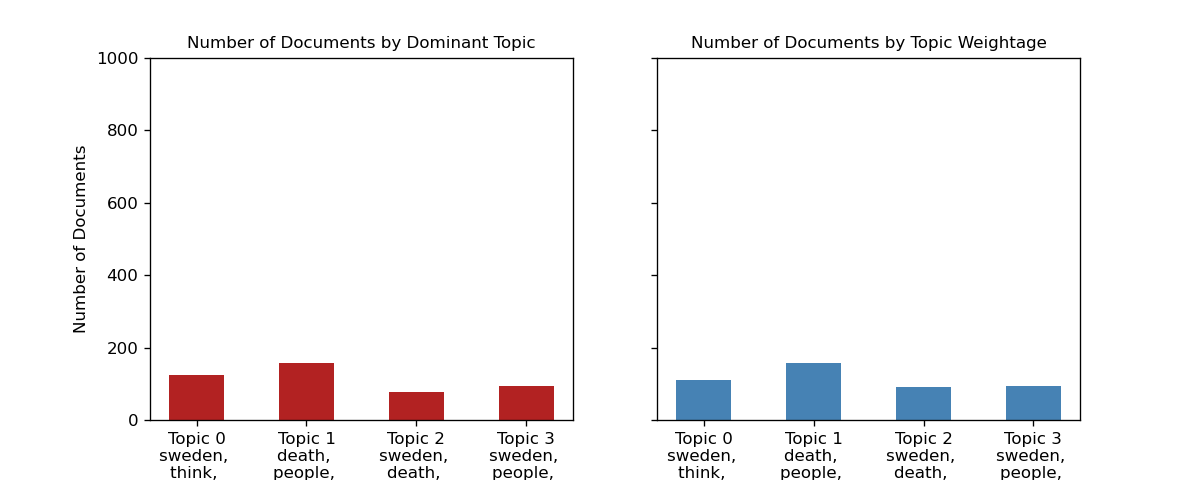 Number of Documents by Dominant Topic
Number of Documents by Topic Weightage
1000
800
600
400
200
0
Number of Documents
Topic 0
sweden,
think,
Topic 1
death,
people,
Topic 2
sweden,
death,
Topic 3
sweden,
people,
Topic 0
sweden,
think,
Topic 1
death,
people,
Topic 2
sweden,
death,
Topic 3
sweden,
people,